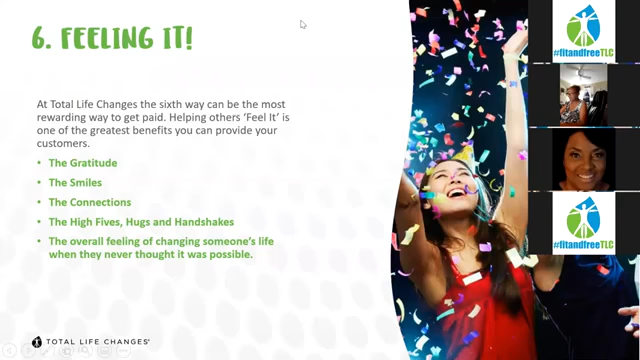 6. FEELING IT!
At Total Life Changes the sixth way can be the most
rewarding way to get paid. Helping others ‘Feel It’ is
one of the greatest benefits you can provide your
customers.
• The Gratitude
• The Smiles
• The Connections
• The High Fives, Hugs and Handshakes
• The overall feeling of changing someone’s life
when they never thought it was possible.
TOTAL LIFE CHANGES®
#fitandfreeTLC
#fitandfreeTLC